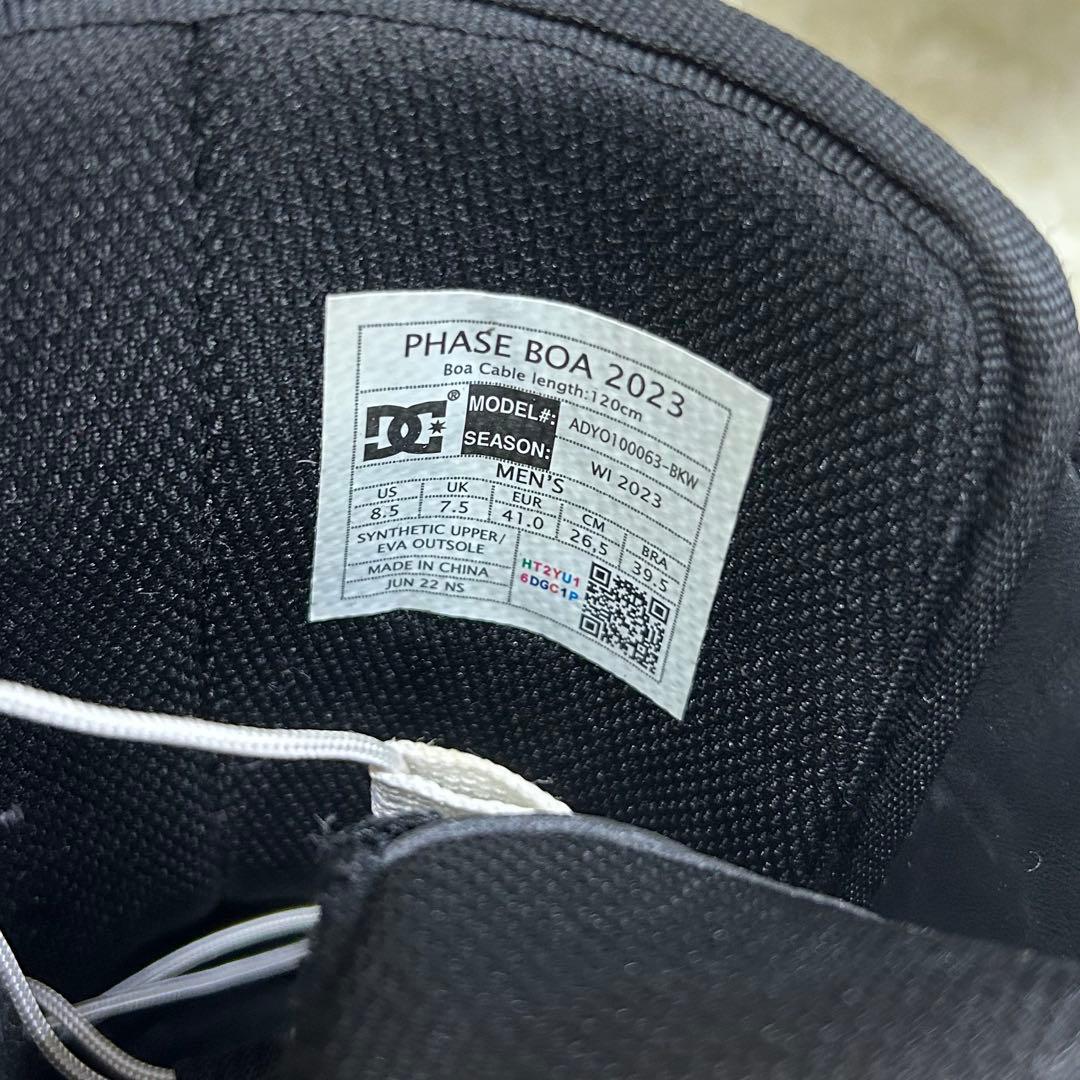 PHASE BOA 2023
Boa Cable length:120cm
DC®
MODEL#: ADYO100063-BKW
SEASON: WI 2023
MEN'S
US UK EUR CM BRA
8.5 7.5 41.0 26,5 39.5
SYNTHETIC UPPER/
EVA OUTSOLE
MADE IN CHINA
JUN 22 NS
HT2YU1
6DGC1P